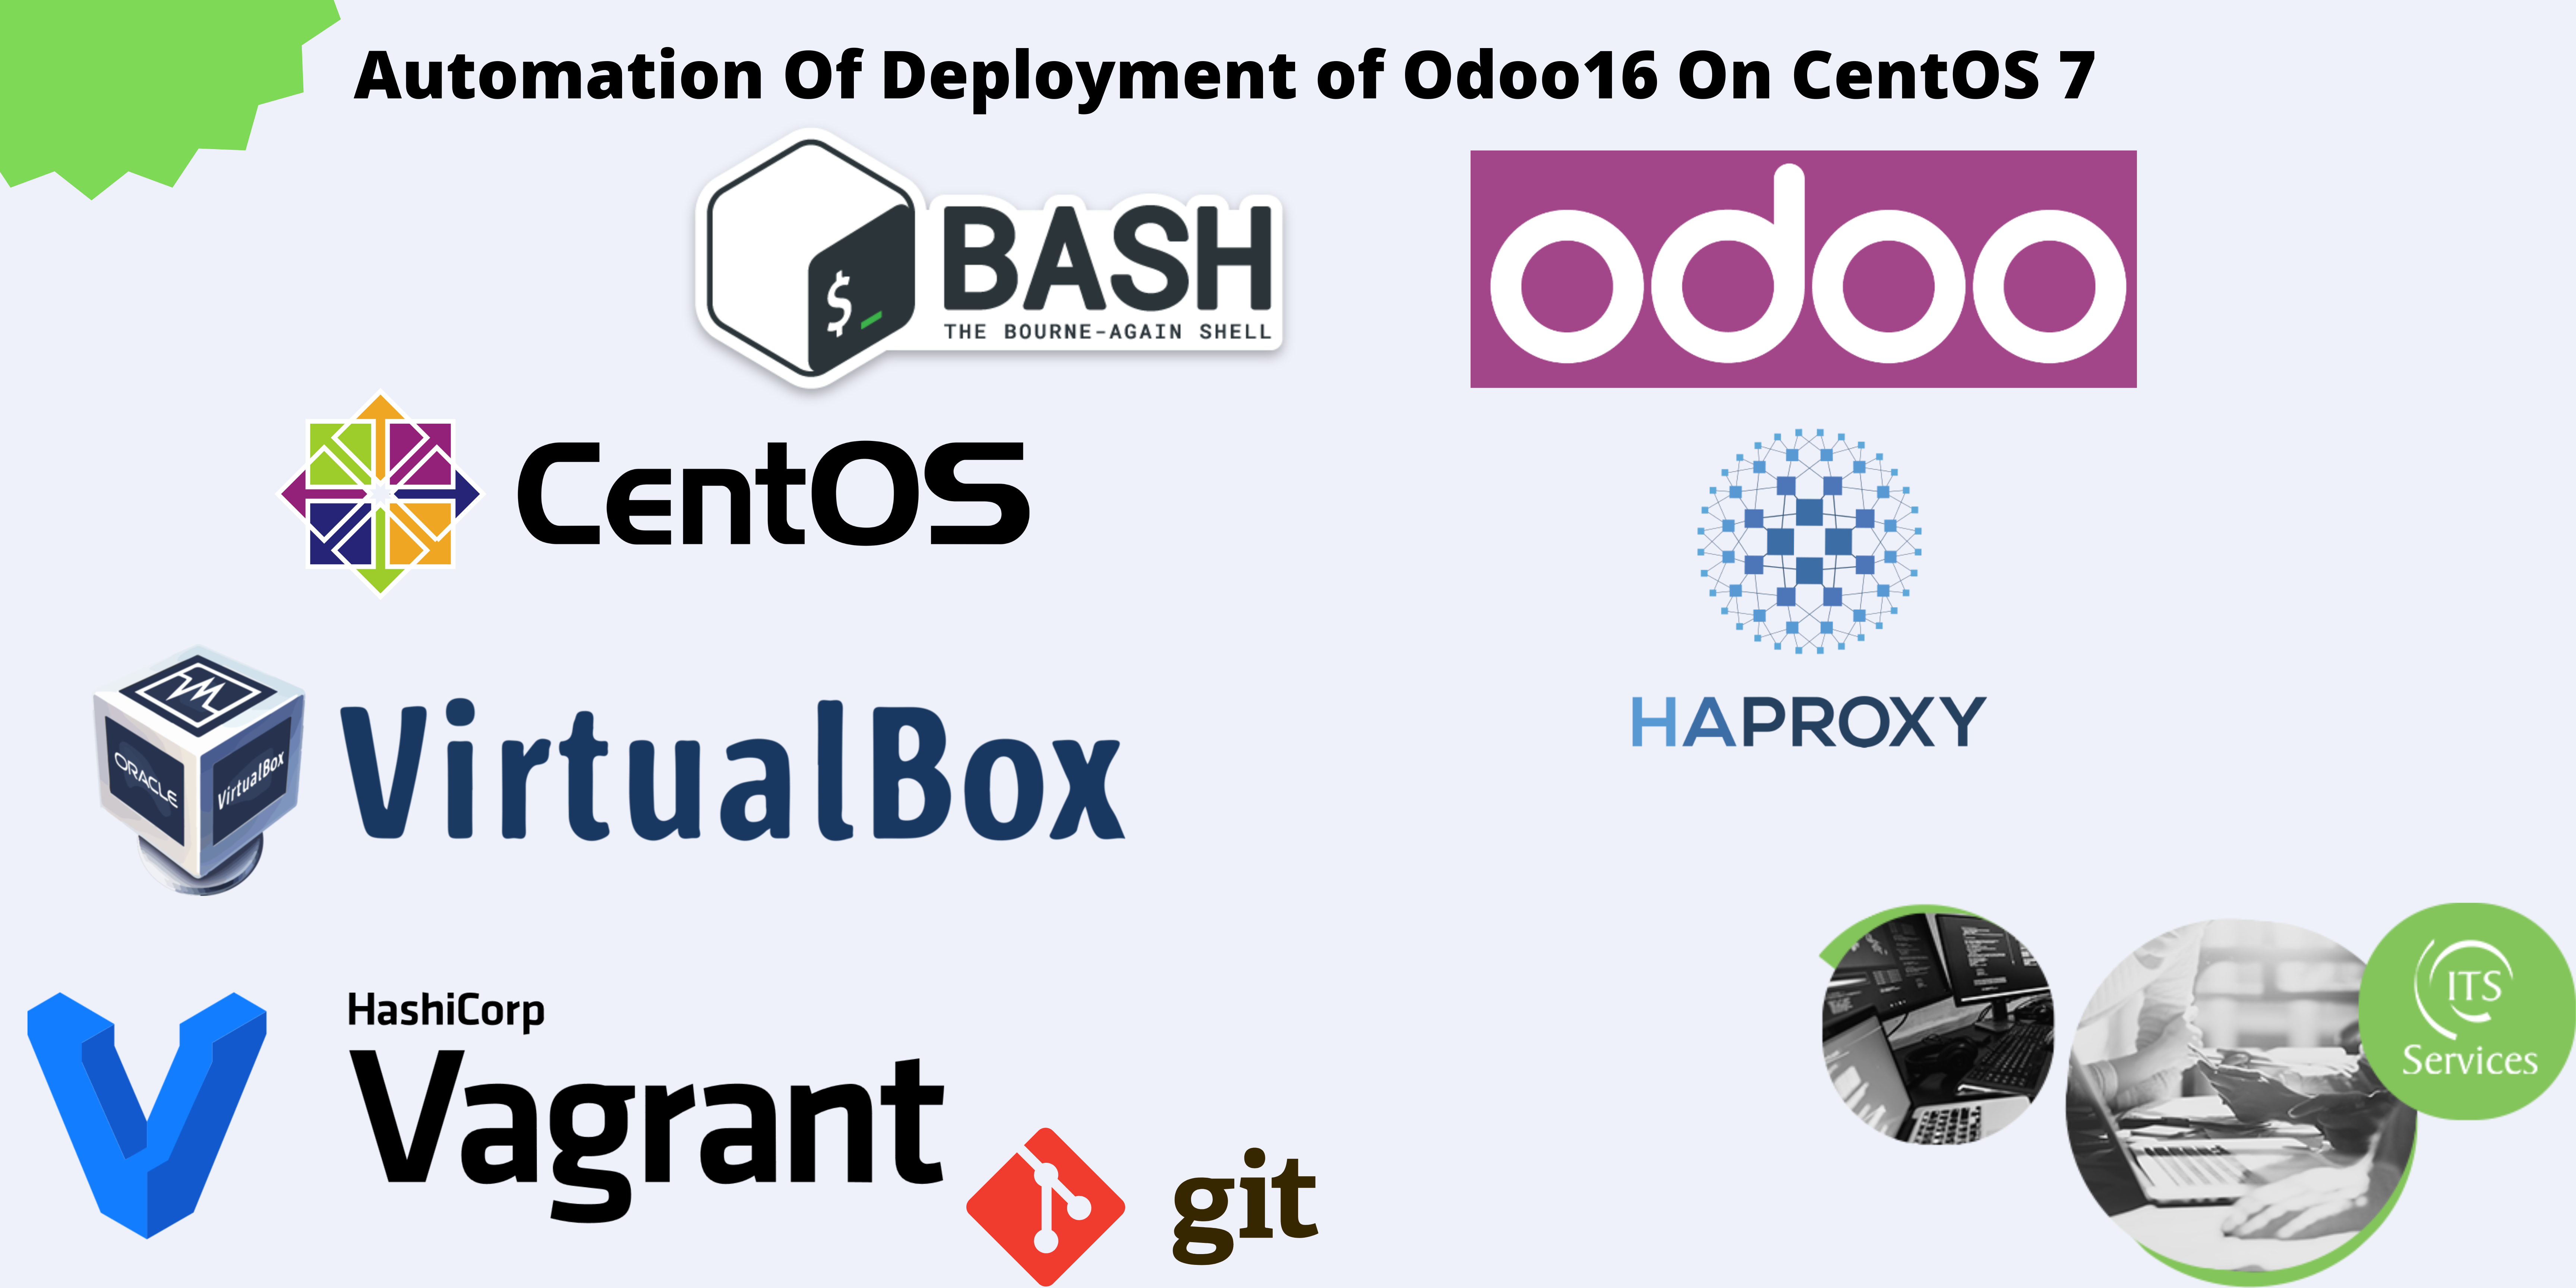 Automation Of Deployment of Odoo16 On CentOS 7
$_
BASH
THE BOURNE-AGAIN SHELL
odoo
CentOS
HAPROXY
ORACLE
VirtualBox
VirtualBox
HashiCorp
Vagrant
git
ITS
Services